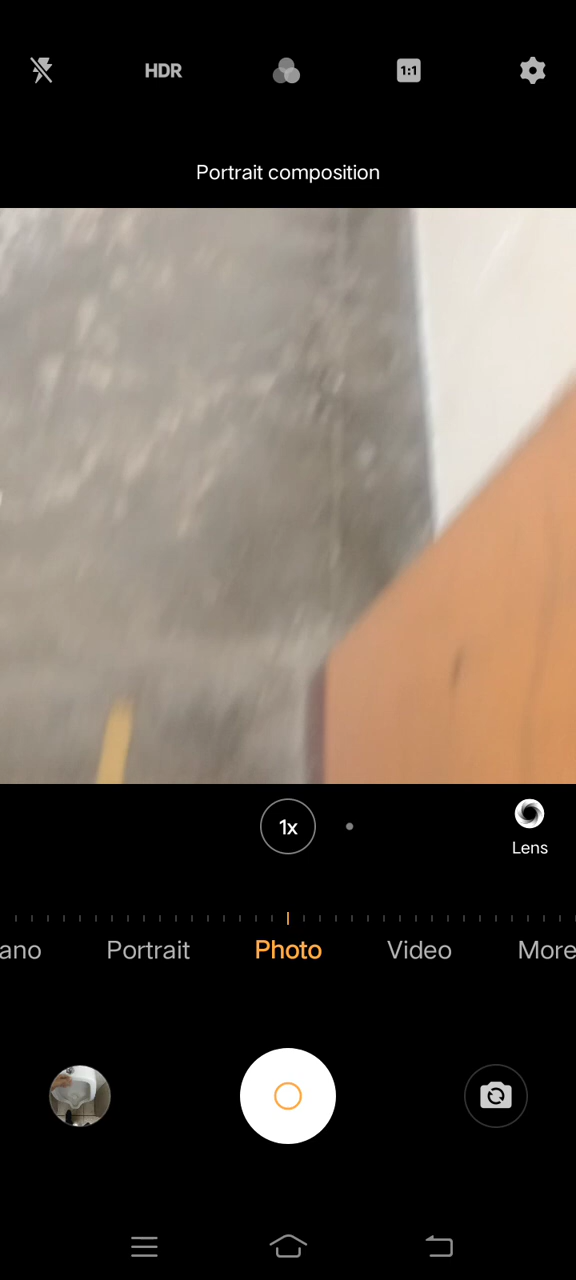 HDR
1:1
Portrait composition
1x
Lens
ano
Portrait
Photo
Video
More